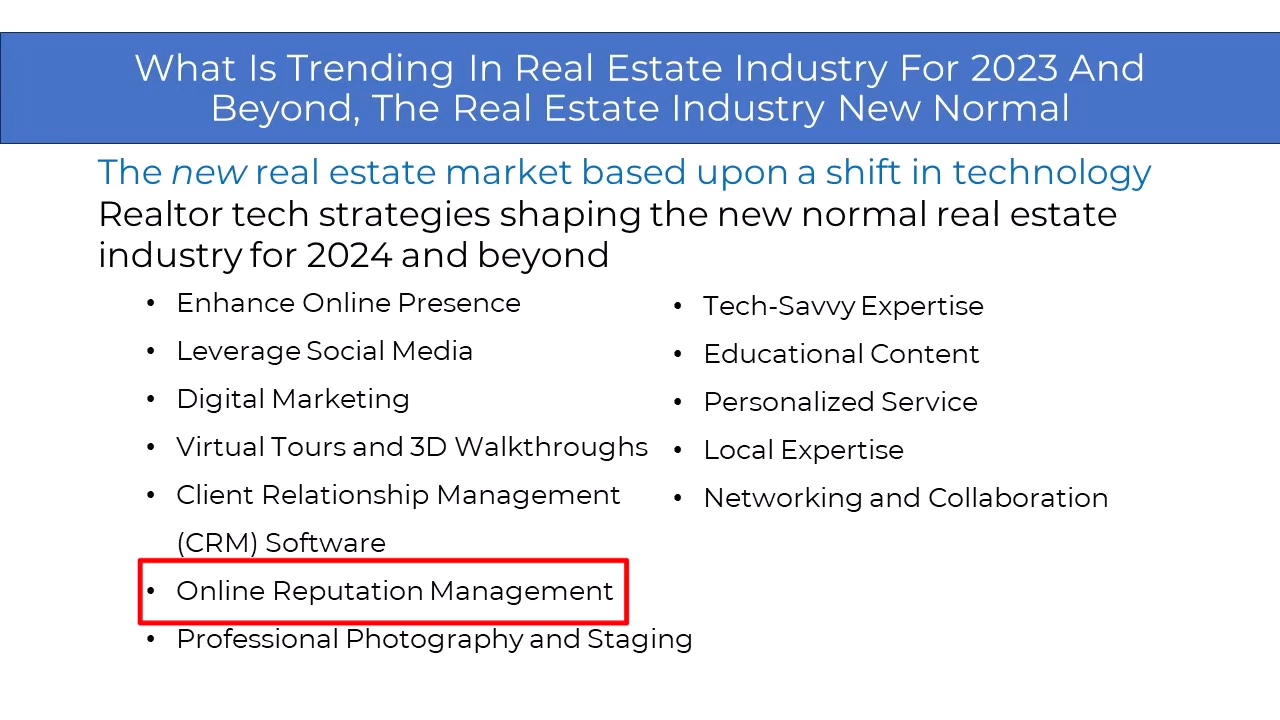 What Is Trending In Real Estate Industry For 2023 And
Beyond, The Real Estate Industry New Normal
The new real estate market based upon a shift in technology
Realtor tech strategies shaping the new normal real estate
industry for 2024 and beyond
• Enhance Online Presence
• Leverage Social Media
• Digital Marketing
• Virtual Tours and 3D Walkthroughs
• Client Relationship Management
(CRM) Software
• Online Reputation Management
• Professional Photography and Staging
• Tech-Savvy Expertise
• Educational Content
• Personalized Service
• Local Expertise
• Networking and Collaboration